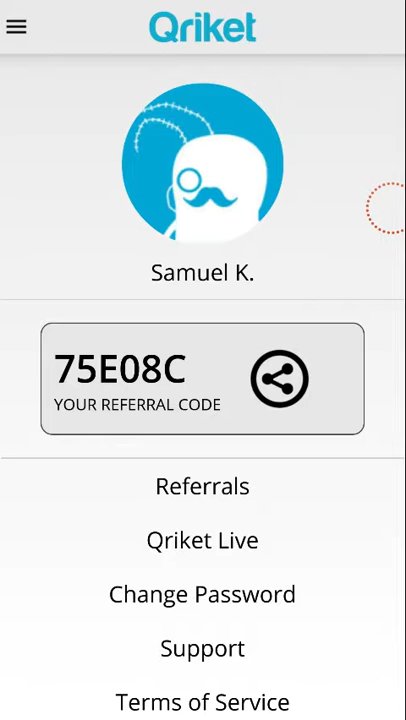 Qriket
Samuel K.
75E08C
YOUR REFERRAL CODE
Referrals
Qriket Live
Change Password
Support
Terms of Service